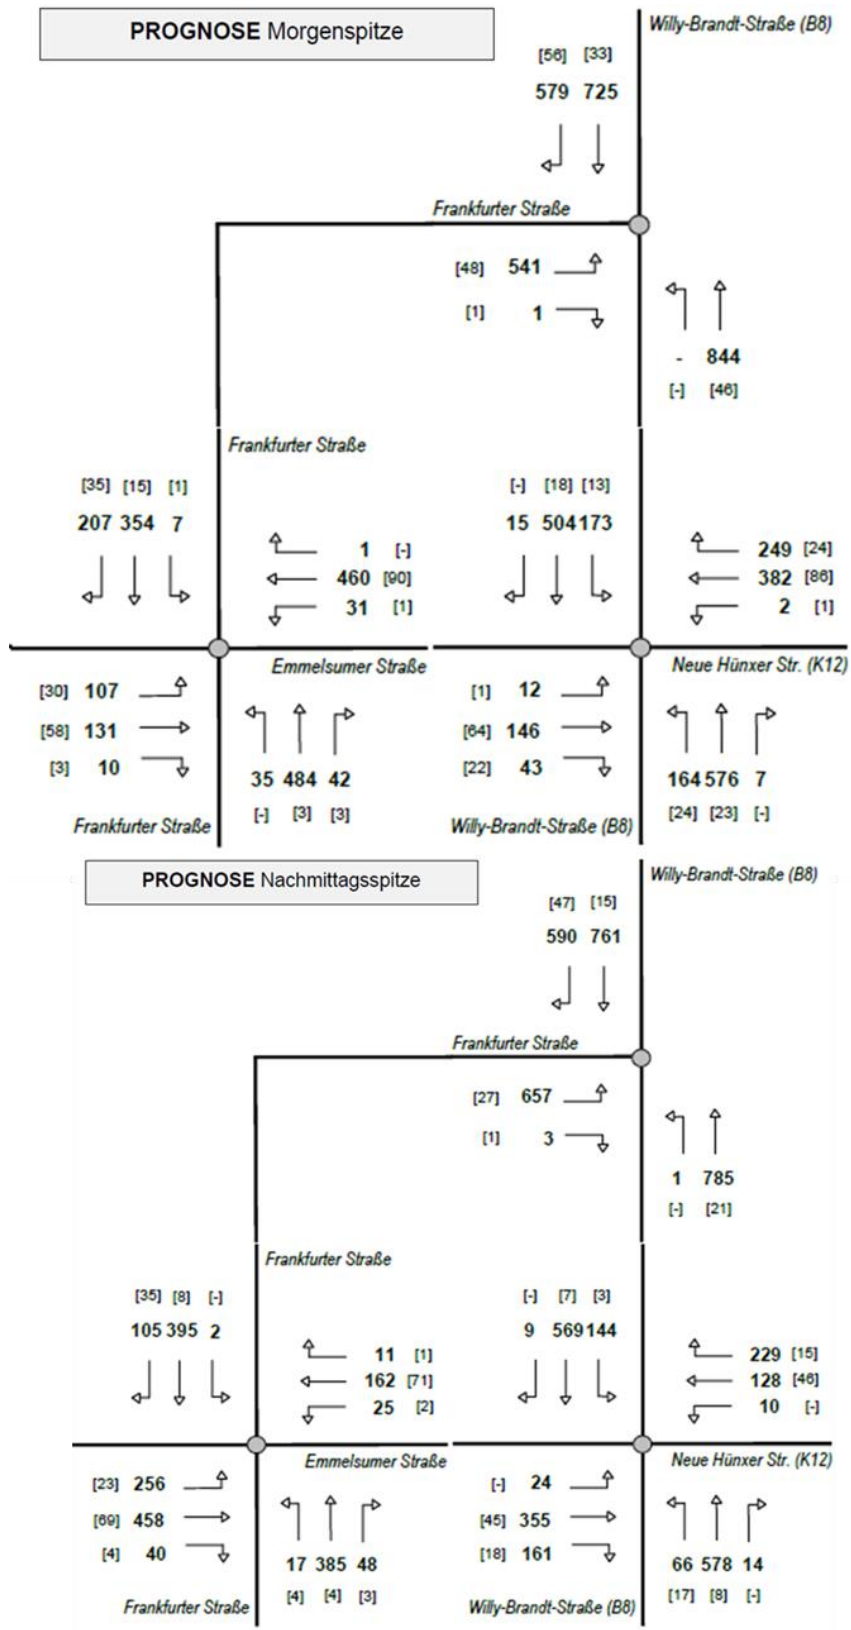 PROGNOSE Morgenspitze
Willy-Brandt-Straße (B8)
[56] [33]
579 725
Frankfurter Straße
[48] 541
[1] 1
- 844
[-] [46]
Frankfurter Straße
[35] [15] [1]
207 354 7
1 [-]
460 [90]
31 [1]
[-] [18] [13]
15 504 173
249 [24]
382 [86]
2 [1]
Emmelsumer Straße
Neue Hünxer Str. (K12)
[30] 107
[58] 131
[3] 10
35 484 42
[-] [3] [3]
Frankfurter Straße
[1] 12
[64] 146
[22] 43
164 576 7
[24] [23] [-]
Willy-Brandt-Straße (B8)
PROGNOSE Nachmittagsspitze
Willy-Brandt-Straße (B8)
[47] [15]
590 761
Frankfurter Straße
[27] 657
[1] 3
1 785
[-] [21]
Frankfurter Straße
[35] [8] [-]
105 395 2
11 [1]
162 [71]
25 [2]
[-] [7] [3]
9 569 144
229 [15]
128 [46]
10 [-]
Emmelsumer Straße
Neue Hünxer Str. (K12)
[23] 256
[69] 458
[4] 40
17 385 48
[4] [4] [3]
Frankfurter Straße
[-] 24
[45] 355
[18] 161
66 578 14
[17] [8] [-]
Willy-Brandt-Straße (B8)